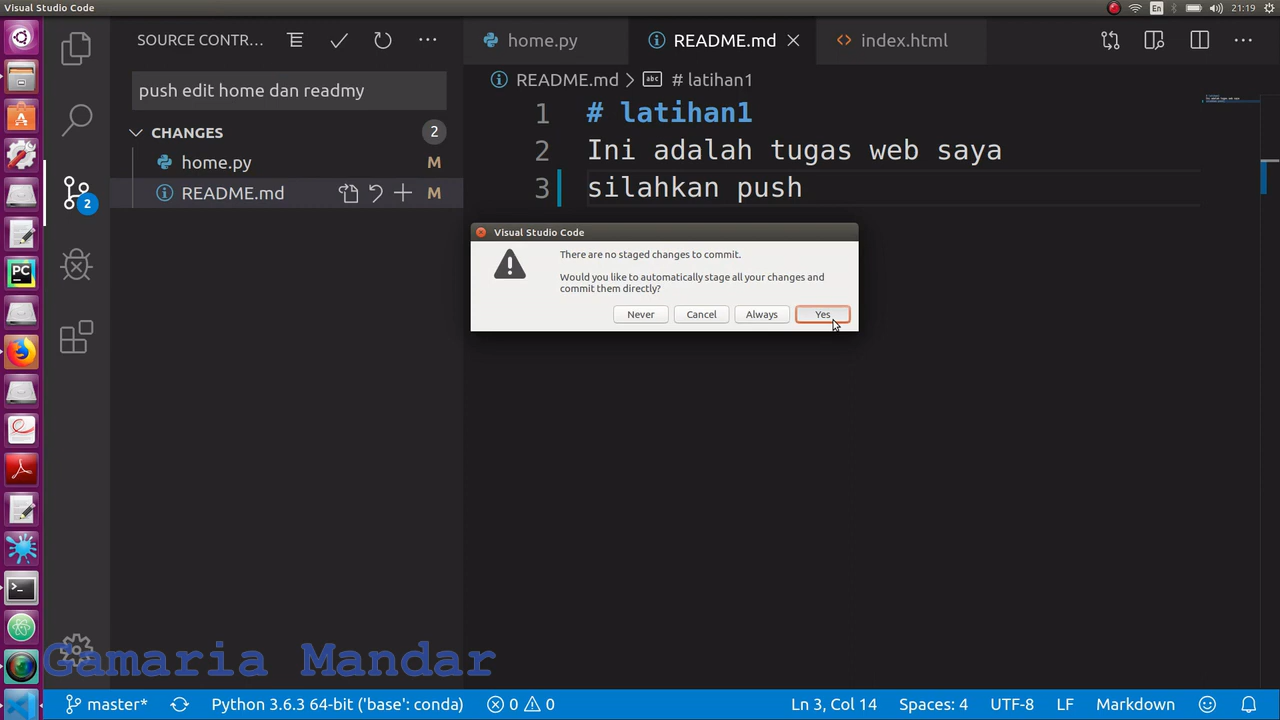 Visual Studio Code
En
21:19
SOURCE CONTR...
home.py
README.md
index.html
push edit home dan readmy
README.md > # latihan1
CHANGES
2
home.py
M
README.md
M
2
1
# latihan1
2
Ini adalah tugas web saya
3
silahkan push
Visual Studio Code
There are no staged changes to commit.
Would you like to automatically stage all your changes and
commit them directly?
Never
Cancel
Always
Yes
PC
Gamaria Mandar
master*
Python 3.6.3 64-bit ('base': conda)
0
0
Ln 3, Col 14
Spaces: 4
UTF-8
LF
Markdown